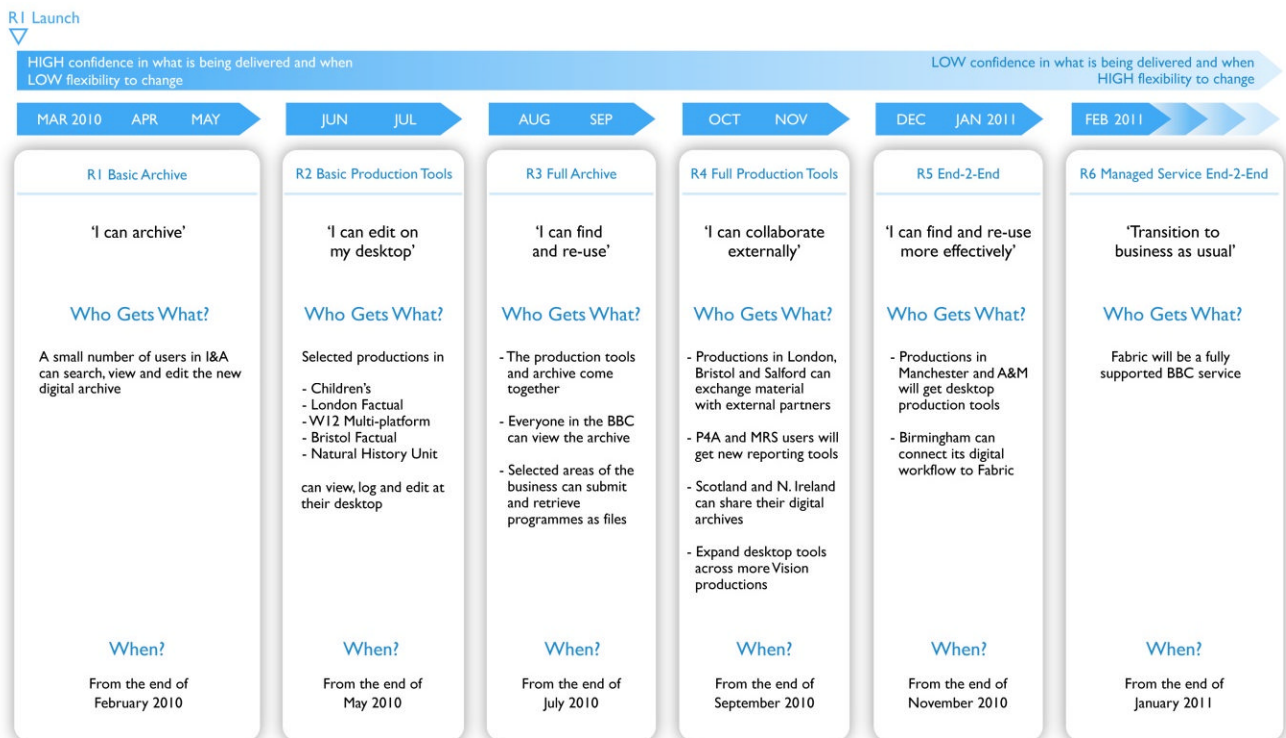 R1 Launch
HIGH confidence in what is being delivered and when
LOW flexibility to change
LOW confidence in what is being delivered and when
HIGH flexibility to change
MAR 2010 APR MAY
JUN JUL
AUG SEP
OCT NOV
DEC JAN 2011
FEB 2011
R1 Basic Archive
'I can archive'
Who Gets What?
A small number of users in I&A
can search, view and edit the new
digital archive
When?
From the end of
February 2010
R2 Basic Production Tools
'I can edit on
my desktop'
Who Gets What?
Selected productions in
- Children's
- London Factual
- W12 Multi-platform
- Bristol Factual
- Natural History Unit
can view, log and edit at
their desktop
When?
From the end of
May 2010
R3 Full Archive
'I can find
and re-use'
Who Gets What?
- The production tools
and archive come
together
- Everyone in the BBC
can view the archive
- Selected areas of the
business can submit
and retrieve
programmes as files
When?
From the end of
July 2010
R4 Full Production Tools
'I can collaborate
externally'
Who Gets What?
- Productions in London,
Bristol and Salford can
exchange material
with external partners
- P4A and MRS users will
get new reporting tools
- Scotland and N. Ireland
can share their digital
archives
- Expand desktop tools
across more Vision
productions
When?
From the end of
September 2010
R5 End-2-End
'I can find and re-use
more effectively'
Who Gets What?
- Productions in
Manchester and A&M
will get desktop
production tools
- Birmingham can
connect its digital
workflow to Fabric
When?
From the end of
November 2010
R6 Managed Service End-2-End
'Transition to
business as usual'
Who Gets What?
Fabric will be a fully
supported BBC service
When?
From the end of
January 2011